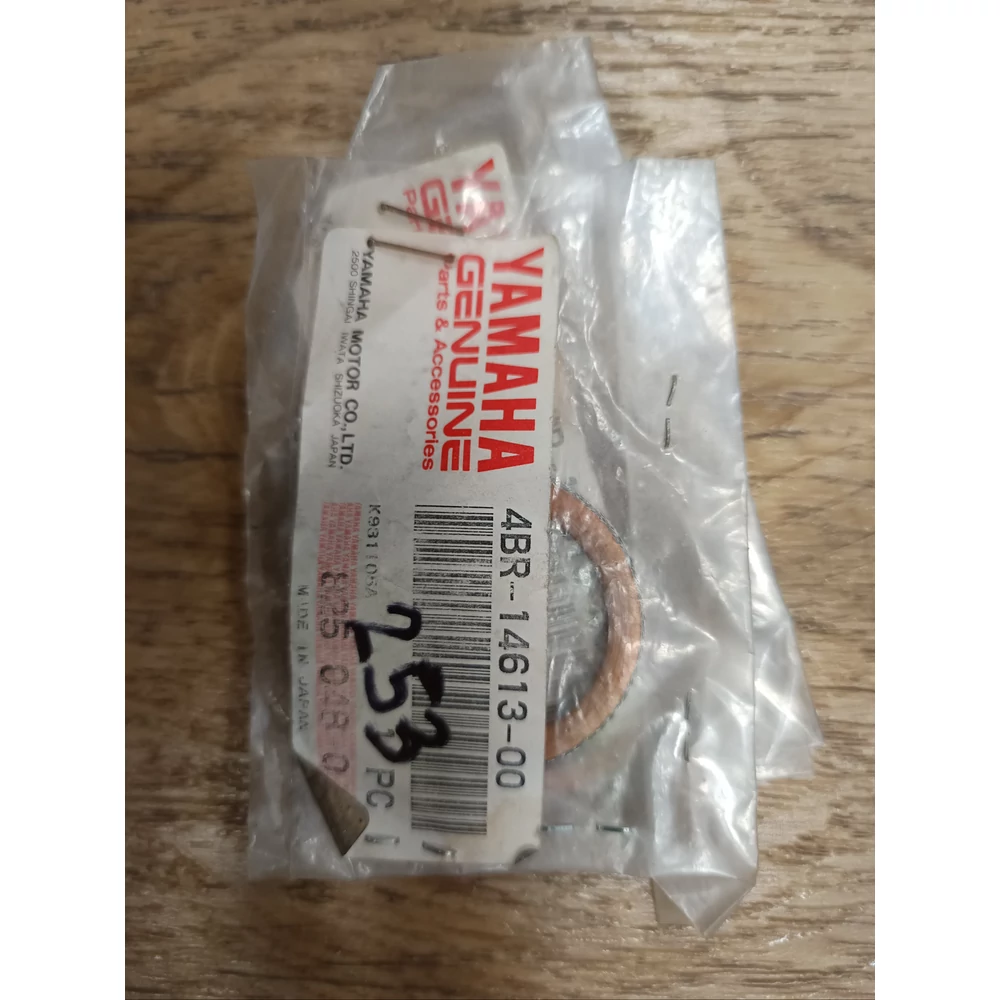 YAMAHA
GENUINE
Parts & Accessories
YAMAHA MOTOR CO., LTD.
2500 SHINGAI IWATA SHIZUOKA JAPAN
4BR-14613-00
K931105A
253
PC
MADE IN JAPAN